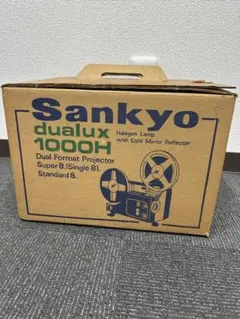 Sankyo
dualux
1000H
Halogen Lamp
with Cold Mirror Reflector
Dual Format Projector
Super 8.(Single 8).
Standard 8.